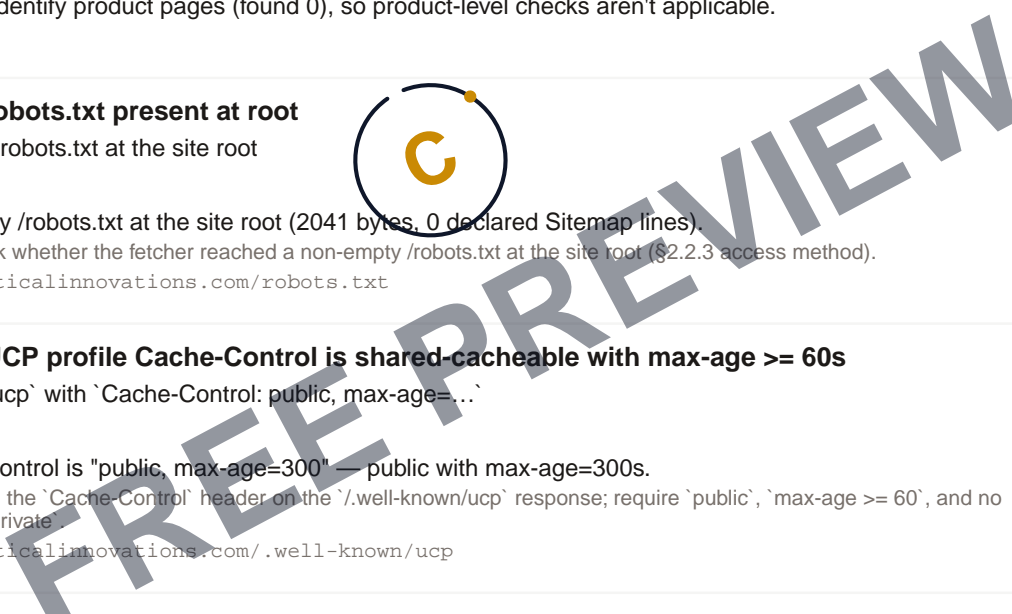 dentify product pages (found 0), so product-level checks aren't applicable.
obots.txt present at root
robots.txt at the site root
C
y /robots.txt at the site root (2041 bytes, 0 declared Sitemap lines).
k whether the fetcher reached a non-empty /robots.txt at the site root (§2.2.3 access method).
ticalinnovations.com/robots.txt
UCP profile Cache-Control is shared-cacheable with max-age >= 60s
ucp` with `Cache-Control: public, max-age=…`
ontrol is "public, max-age=300" — public with max-age=300s.
the `Cache-Control` header on the `/.well-known/ucp` response; require `public`, `max-age >= 60`, and no
rivate`.
ticalinnovations.com/.well-known/ucp
FREE PREVIEW